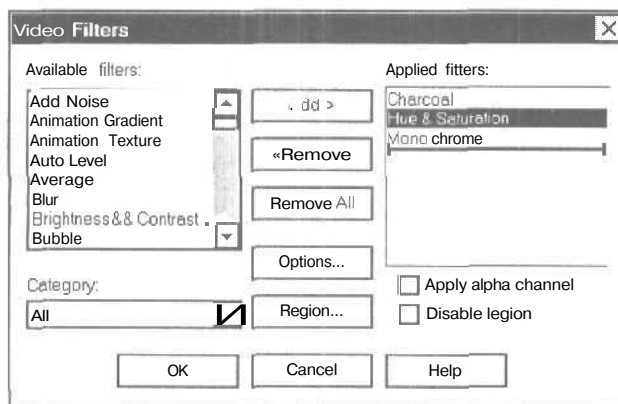 Video Filters
Available filters:
Add Noise
Animation Gradient
Animation Texture
Auto Level
Average
Blur
Brightness&& Contrast
Bubble
Category:
All
. dd >
«Remove
Remove All
Options...
Region...
Applied fitters:
Charcoal
Hue & Saturation
Mono chrome
Apply alpha channel
Disable legion
OK
Cancel
Help